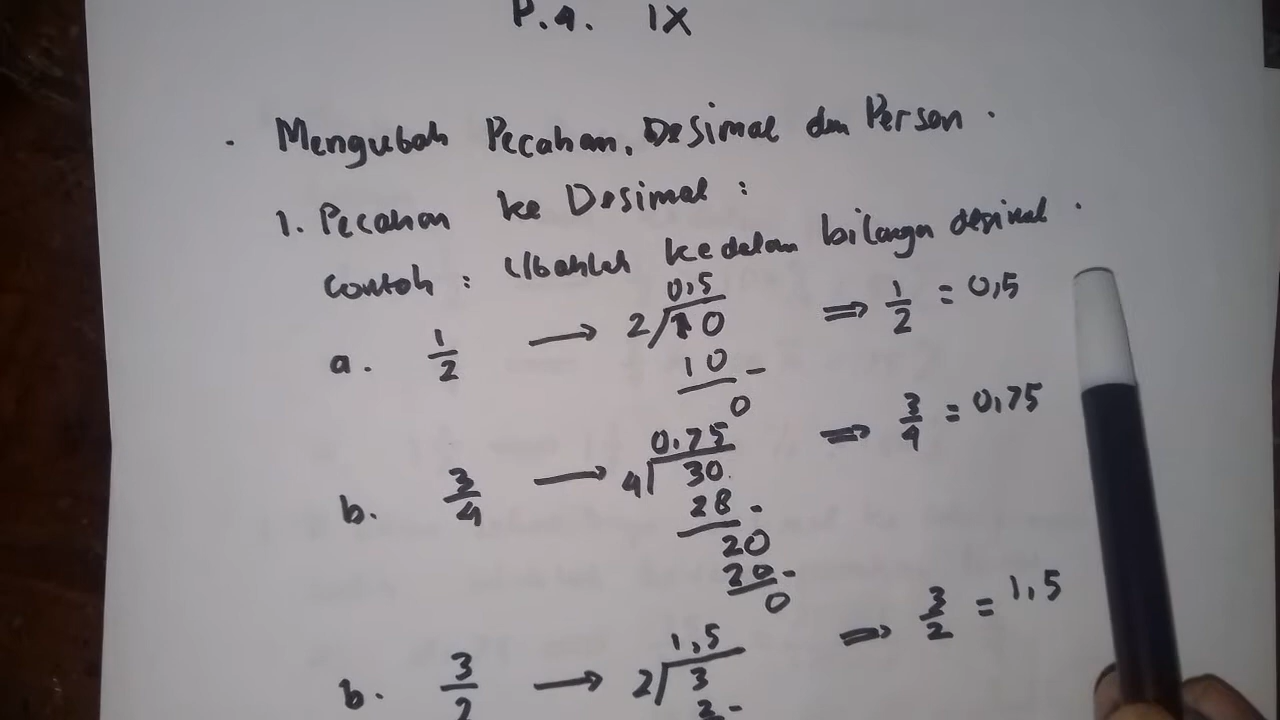 P.4. IX
. Mengubah Pecahan, Desimal dan Persen.
1. Pecahan ke Desimal :
Contoh : Ubahlah kedalam bilangan desimal.
a. 1/2 → 2/10 0,5 ⇒ 1/2 = 0,5
10 -
0
b. 3/4 → 4/30 0,75 ⇒ 3/4 = 0,75
28 -
20
20 -
0
b. 3/2 → 2/3 1,5 ⇒ 3/2 = 1,5
2 -